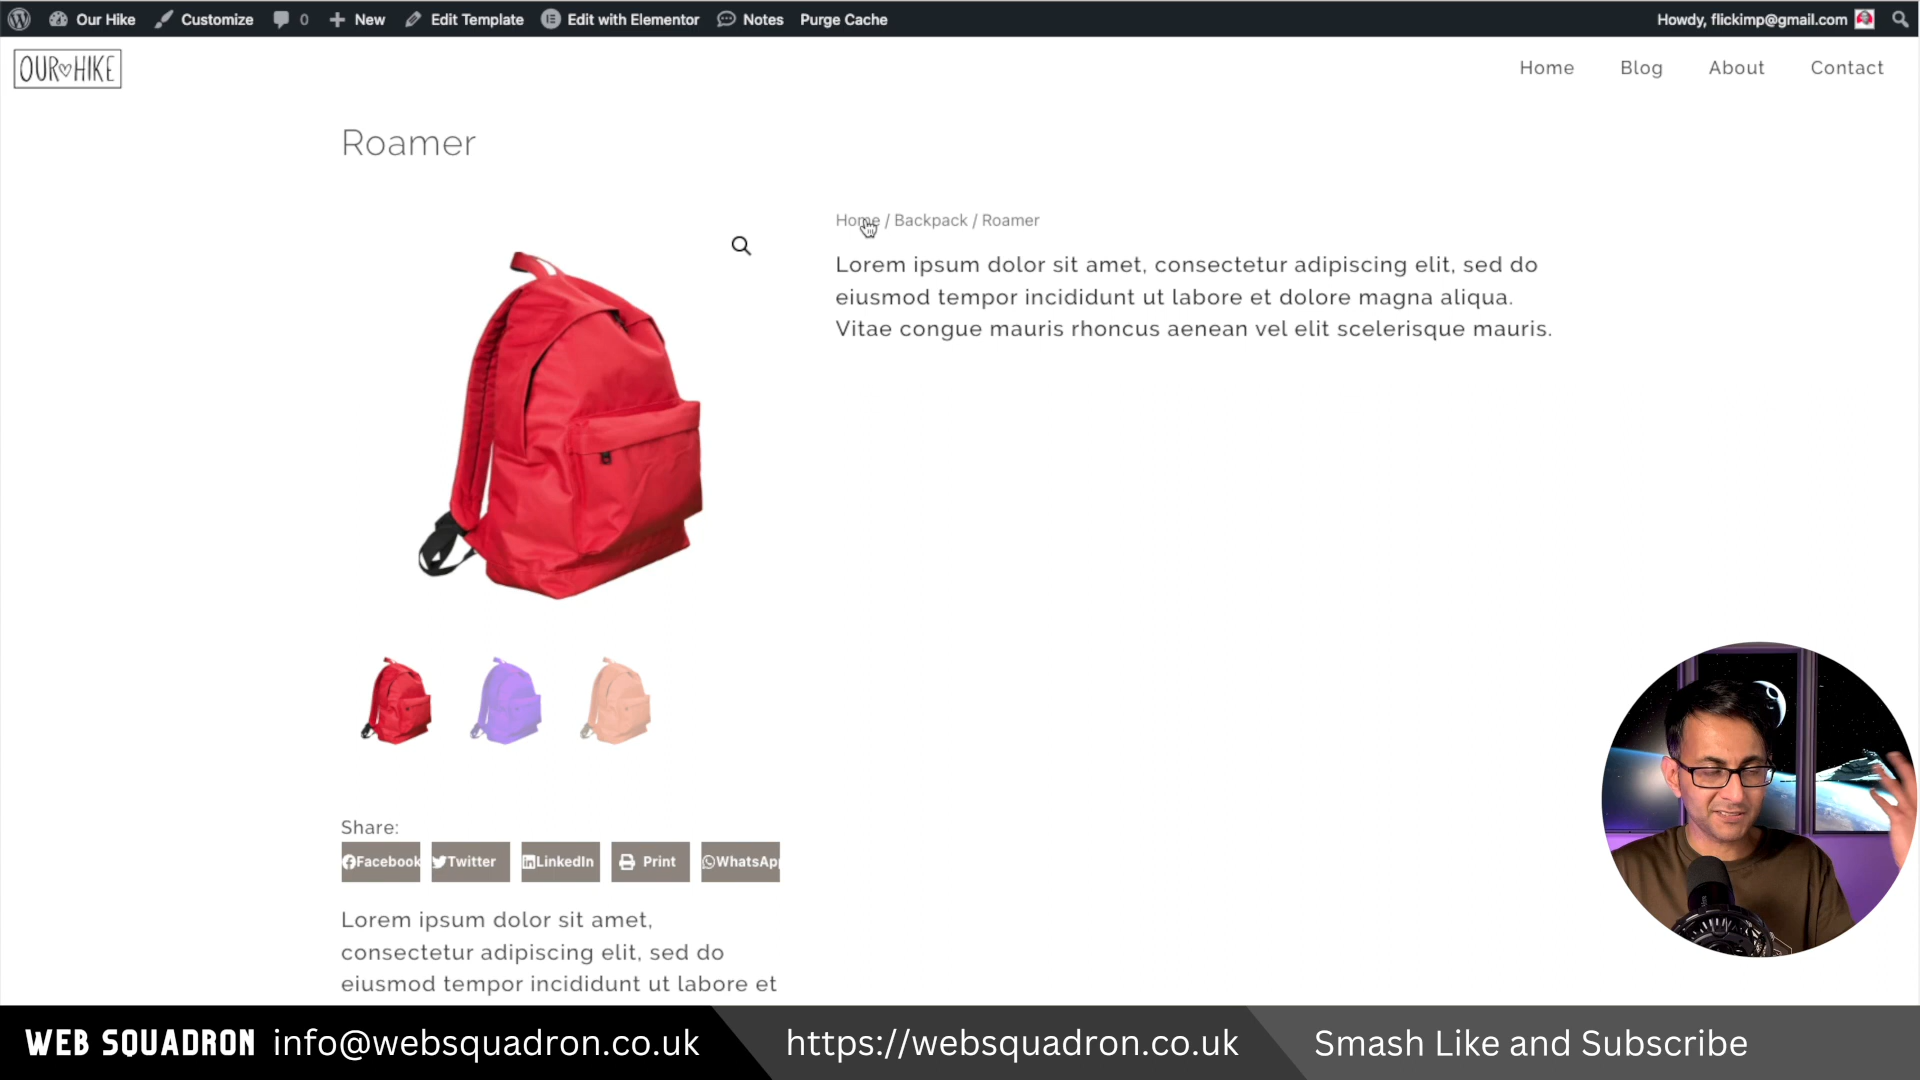 Our Hike Customize 0 New Edit Template Edit with Elementor Notes Purge Cache Howdy, flickimp@gmail.com
OUR HIKE Home Blog About Contact
Roamer
Home / Backpack / Roamer
Lorem ipsum dolor sit amet, consectetur adipiscing elit, sed do
eiusmod tempor incididunt ut labore et dolore magna aliqua.
Vitae congue mauris rhoncus aenean vel elit scelerisque mauris.
Share:
Facebook Twitter LinkedIn Print WhatsApp
Lorem ipsum dolor sit amet,
consectetur adipiscing elit, sed do
eiusmod tempor incididunt ut labore et
WEB SQUADRON info@websquadron.co.uk https://websquadron.co.uk Smash Like and Subscribe